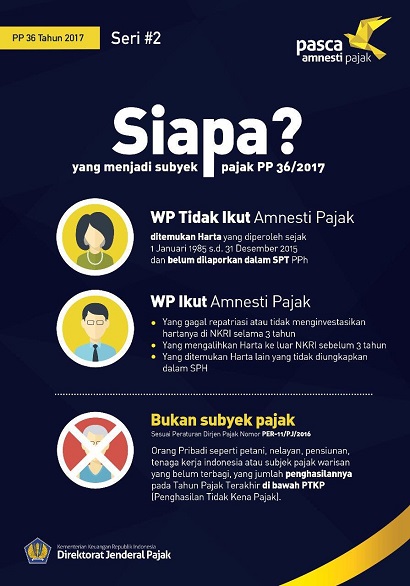 PP 36 Tahun 2017
Seri #2
pasca
amnesti pajak
Siapa?
yang menjadi subyek pajak PP 36/2017
WP Tidak Ikut Amnesti Pajak
ditemukan Harta yang diperoleh sejak
1 Januari 1985 s.d. 31 Desember 2015
dan belum dilaporkan dalam SPT PPh
WP Ikut Amnesti Pajak
• Yang gagal repatriasi atau tidak menginvestasikan
hartanya di NKRI selama 3 tahun
• Yang mengalihkan Harta ke luar NKRI sebelum 3 tahun
• Yang ditemukan Harta lain yang tidak diungkapkan
dalam SPH
Bukan subyek pajak
Sesuai Peraturan Dirjen Pajak Nomor PER-11/PJ/2016
Orang Pribadi seperti petani, nelayan, pensiunan,
tenaga kerja indonesia atau subjek pajak warisan
yang belum terbagi, yang jumlah penghasilannya
pada Tahun Pajak Terakhir di bawah PTKP
(Penghasilan Tidak Kena Pajak).
Kementerian Keuangan Republik Indonesia
Direktorat Jenderal Pajak